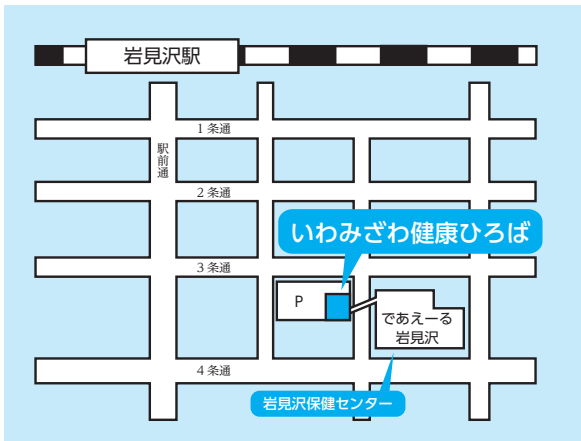 岩見沢駅
1条通
駅前通
2条通
いわみざわ健康ひろば
3条通
P
であえーる
岩見沢
4条通
岩見沢保健センター